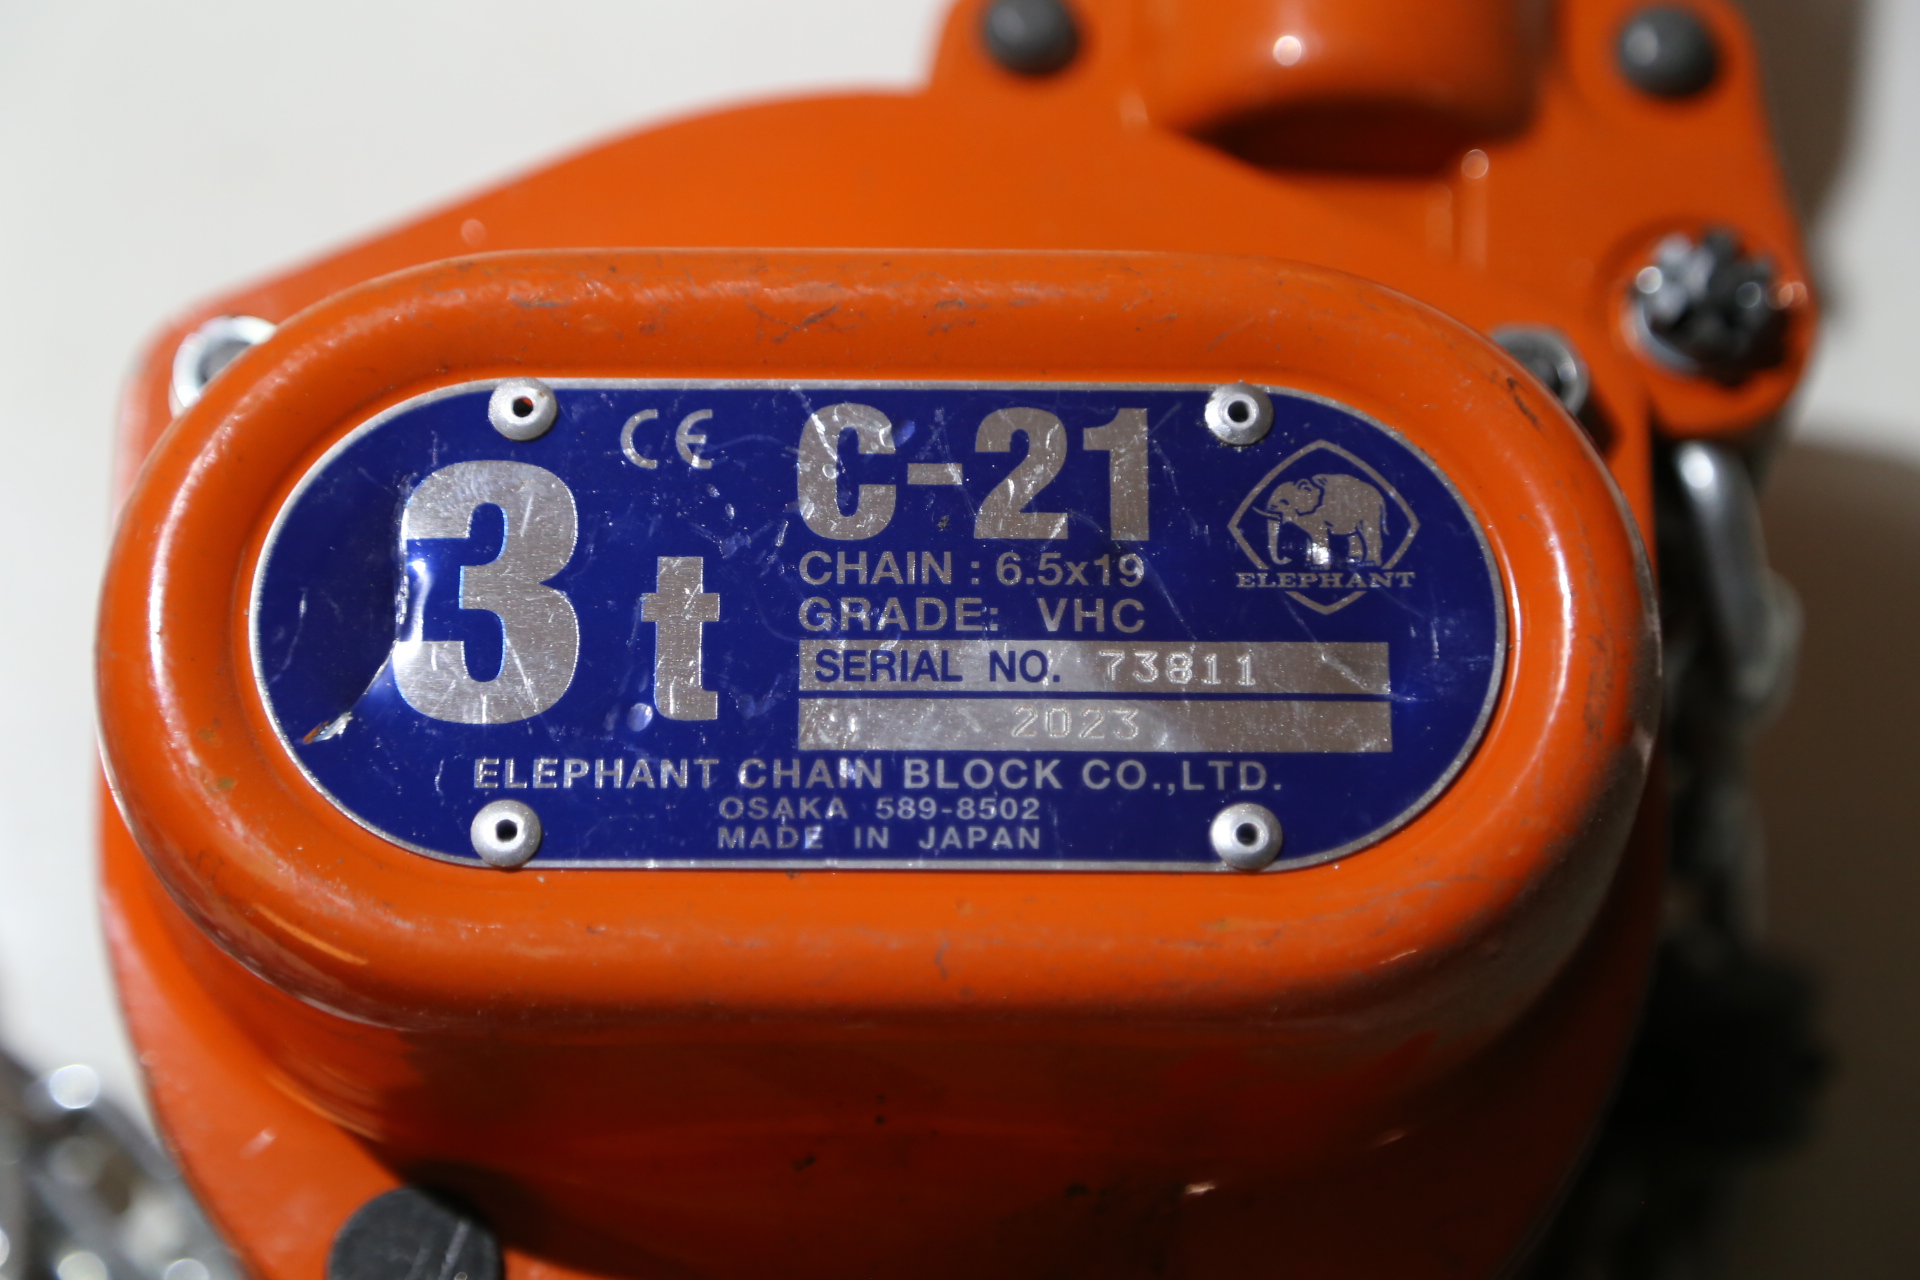 CE
C-21
3 t
CHAIN : 6.5x19
GRADE: VHC
SERIAL NO. 73811
2023
ELEPHANT
ELEPHANT CHAIN BLOCK CO.,LTD.
OSAKA 589-8502
MADE IN JAPAN